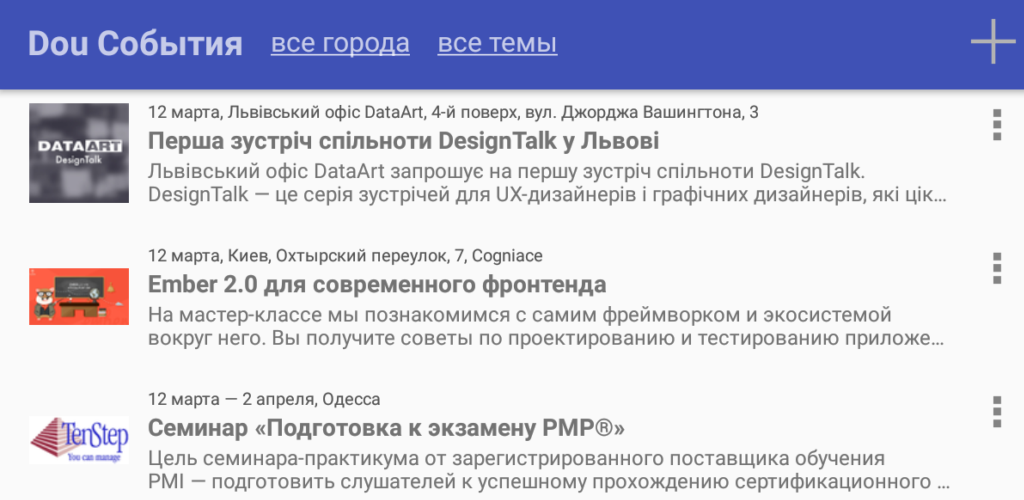 Dou События все города все темы
12 марта, Львівський офіс DataArt, 4-й поверх, вул. Джорджа Вашингтона, 3
DATAART
DesignTalk
Перша зустріч спільноти DesignTalk у Львові
Львівський офіс DataArt запрошує на першу зустріч спільноти DesignTalk.
DesignTalk — це серія зустрічей для UX-дизайнерів і графічних дизайнерів, які цік…
12 марта, Киев, Охтырский переулок, 7, Cogniace
Ember 2.0 для современного фронтенда
На мастер-классе мы познакомимся с самим фреймворком и экосистемой
вокруг него. Вы получите советы по проектированию и тестированию приложе…
12 марта — 2 апреля, Одесса
TenStep
You can manage
Семинар «Подготовка к экзамену PMP®»
Цель семинара-практикума от зарегистрированного поставщика обучения
PMI — подготовить слушателей к успешному прохождению сертификационного …